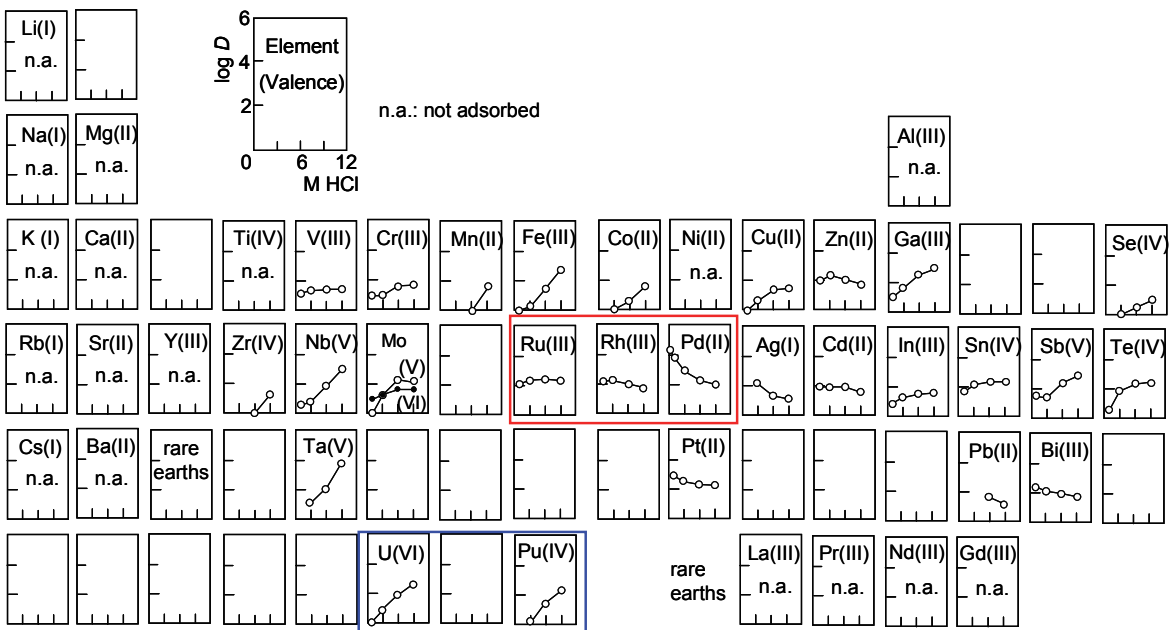 Li(I)
n.a.
6
4
2
0
log D
Element
(Valence)
6
12
M HCl
n.a.: not adsorbed
Na(I)
n.a.
Mg(II)
n.a.
Al(III)
n.a.
K (I)
n.a.
Ca(II)
n.a.
Ti(IV)
n.a.
V(III)
Cr(III)
Mn(II)
Fe(III)
Co(II)
Ni(II)
n.a.
Cu(II)
Zn(II)
Ga(III)
Se(IV)
Rb(I)
n.a.
Sr(II)
n.a.
Y(III)
n.a.
Zr(IV)
Nb(V)
Mo
(V)
(VI)
Ru(III)
Rh(III)
Pd(II)
Ag(I)
Cd(II)
In(III)
Sn(IV)
Sb(V)
Te(IV)
Cs(I)
n.a.
Ba(II)
n.a.
rare
earths
Ta(V)
Pt(II)
Pb(II)
Bi(III)
U(VI)
Pu(IV)
rare
earths
La(III)
n.a.
Pr(III)
n.a.
Nd(III)
n.a.
Gd(III)
n.a.